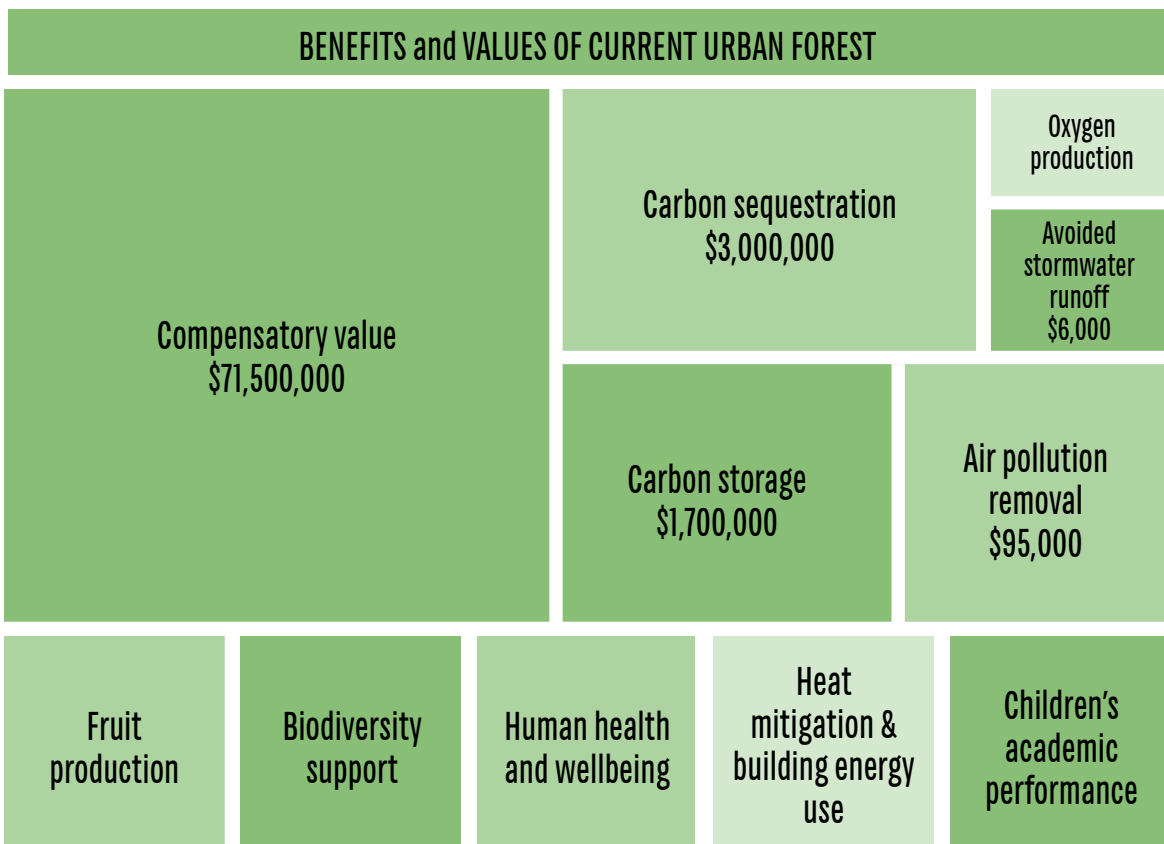 BENEFITS and VALUES OF CURRENT URBAN FOREST
Compensatory value
$71,500,000
Carbon sequestration
$3,000,000
Oxygen
production
Avoided
stormwater
runoff
$6,000
Carbon storage
$1,700,000
Air pollution
removal
$95,000
Fruit
production
Biodiversity
support
Human health
and wellbeing
Heat
mitigation &
building energy
use
Children’s
academic
performance